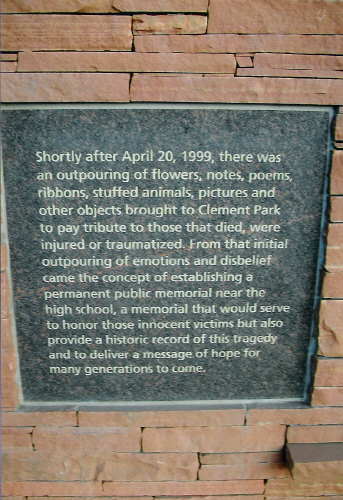 Shortly after April 20, 1999, there was
an outpouring of flowers, notes, poems,
ribbons, stuffed animals, pictures and
other objects brought to Clement Park
to pay tribute to those that died, were
injured or traumatized. From that initial
outpouring of emotions and disbelief
came the concept of establishing a
permanent public memorial near the
high school, a memorial that would serve
to honor those innocent victims but also
provide a historic record of this tragedy
and to deliver a message of hope for
many generations to come.